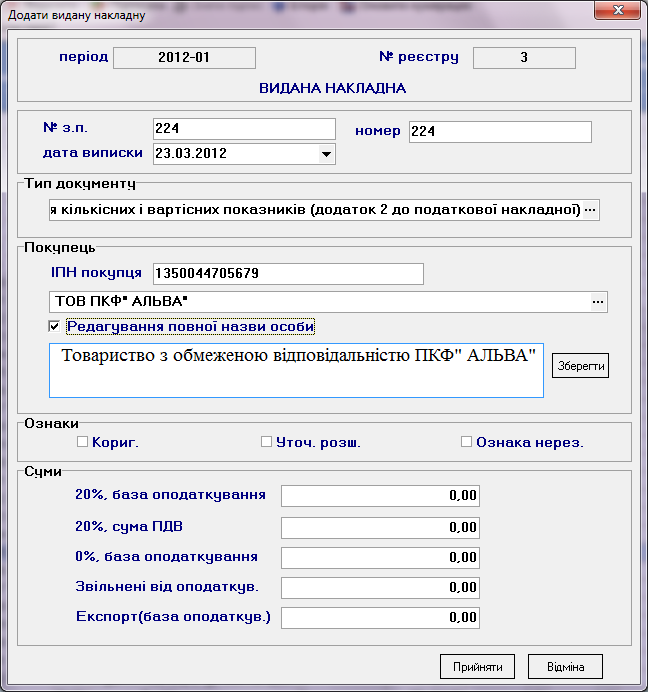 Додати видану накладну
період 2012-01 № реєстру 3
ВИДАНА НАКЛАДНА
№ з.п. 224 номер 224
дата виписки 23.03.2012
Тип документу
я кількісних і вартісних показників (додаток 2 до податкової накладної) ...
Покупець
ІПН покупця 1350044705679
ТОВ ПКФ" АЛЬВА" ...
Редагування повної назви особи
Товариство з обмеженою відповідальністю ПКФ" АЛЬВА"
Зберегти
Ознаки
Кориг. Уточ. розш. Ознака нерез.
Суми
20%, база оподаткування 0,00
20%, сума ПДВ 0,00
0%, база оподаткування 0,00
Звільнені від оподаткув. 0,00
Експорт(база оподаткув.) 0,00
Прийняти Відміна